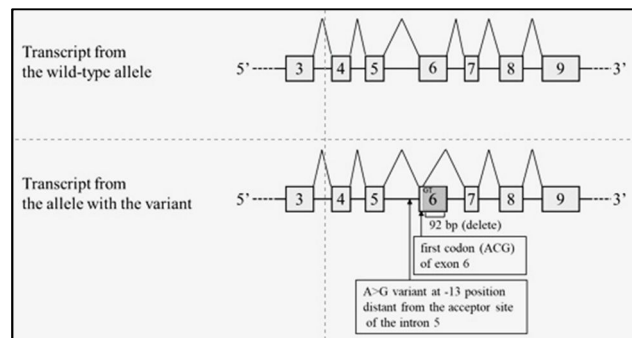 Transcript from
the wild-type allele
5’ 3 4 5 6 7 8 9 3’
Transcript from
the allele with the variant
5’ 3 4 5 GT 6 7 8 9 3’
92 bp (delete)
first codon (ACG)
of exon 6
A>G variant at -13 position
distant from the acceptor site
of the intron 5